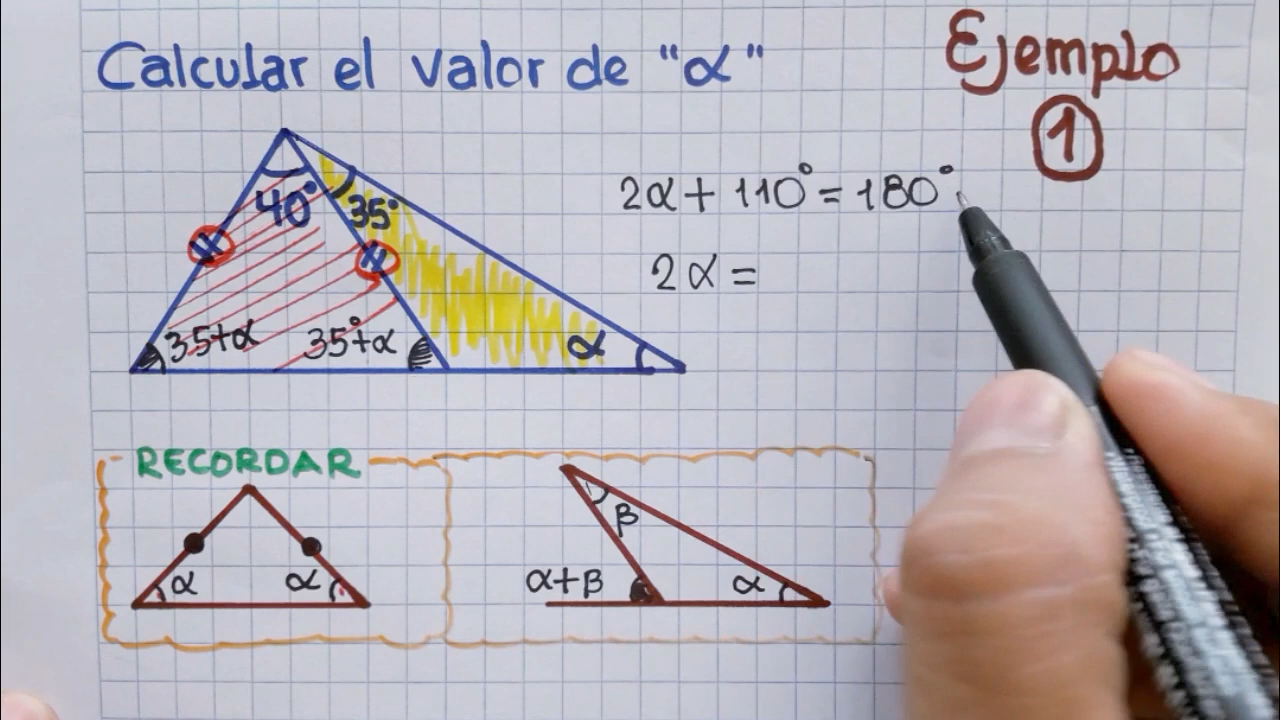 Calcular el valor de "α"
Ejemplo
1
40°
35°
35+α
35°+α
α
2α + 110° = 180°
2α =
RECORDAR
α
α
β
α+β
α